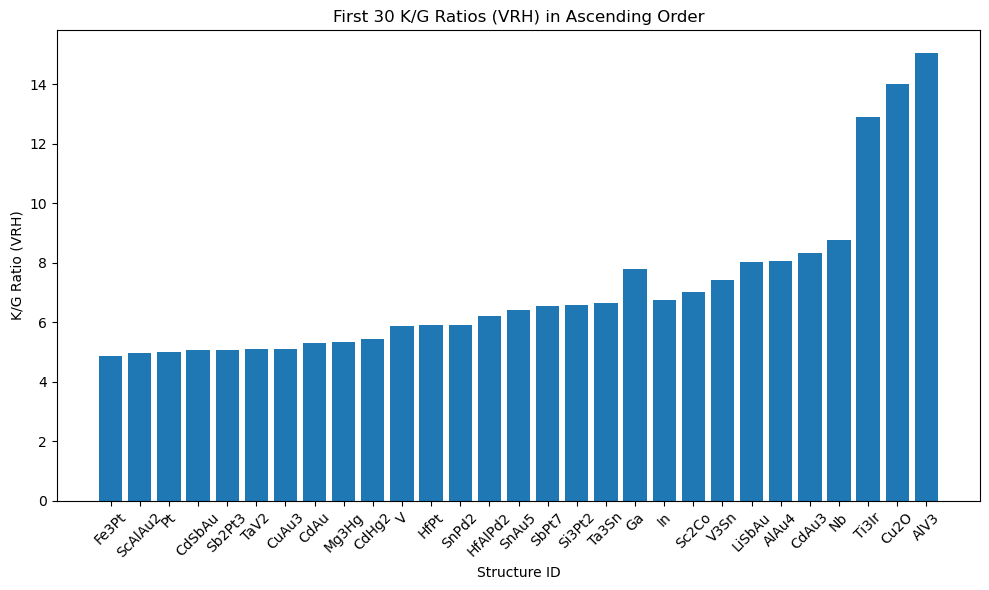 First 30 K/G Ratios (VRH) in Ascending Order
K/G Ratio (VRH)
14
12
10
8
6
4
2
0
Fe3Pt
ScAlAu2
Pt
CdSbAu
Sb2Pt3
TaV2
CuAu3
CdAu
Mg3Hg
CdHg2
V
HfPt
SnPd2
HfAlPd2
SnAu5
SbPt7
Si3Pt2
Ta3Sn
Ga
In
Sc2Co
V3Sn
LiSbAu
AlAu4
CdAu3
Nb
Ti3Ir
Cu2O
AlV3
Structure ID